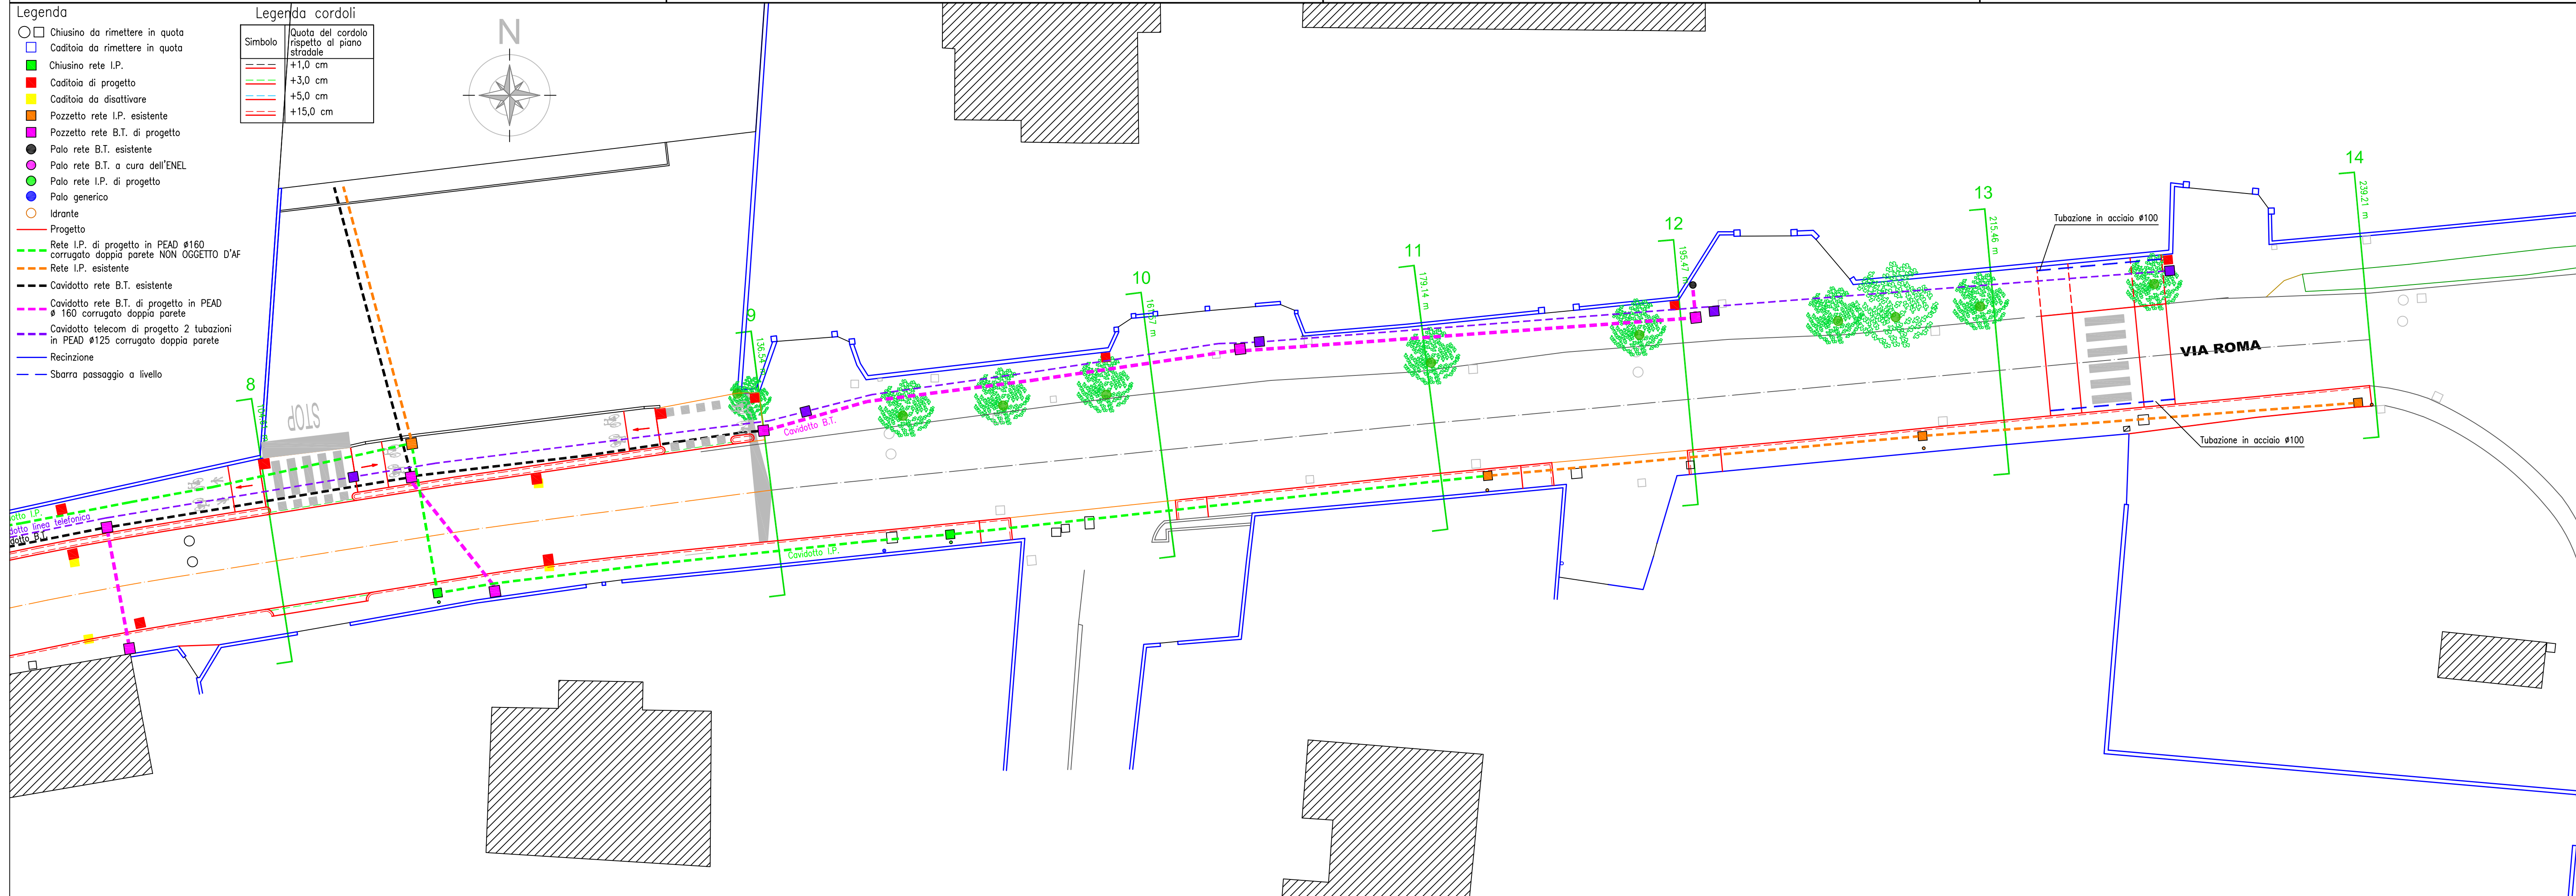 Legenda
Chiusino da rimettere in quota
Caditoia da rimettere in quota
Chiusino rete I.P.
Caditoia di progetto
Caditoia da disattivare
Pozzetto rete I.P. esistente
Pozzetto rete B.T. di progetto
Palo rete B.T. esistente
Palo rete B.T. a cura dell'ENEL
Palo rete I.P. di progetto
Palo generico
Idrante
Progetto
Rete I.P. di progetto in PEAD Ø160
corrugato doppia parete NON OGGETTO D'AF
Rete I.P. esistente
Cavidotto rete B.T. esistente
Cavidotto rete B.T. di progetto in PEAD
Ø 160 corrugato doppia parete
Cavidotto telecom di progetto 2 tubazioni
in PEAD Ø125 corrugato doppia parete
Recinzione
Sbarra passaggio a livello
Legenda cordoli
Simbolo
Quota del cordolo
rispetto al piano
stradale
+1,0 cm
+3,0 cm
+5,0 cm
+15,0 cm
N
8
9
136.54
10
11
179.14 m
12
195.47 m
13
215.46 m
14
239.21 m
STOP
Cavidotto B.T.
Cavidotto I.P.
dotto I.P.
dotto linea telefonica
dotto B.T.
Tubazione in acciaio Ø100
VIA ROMA
Tubazione in acciaio Ø100